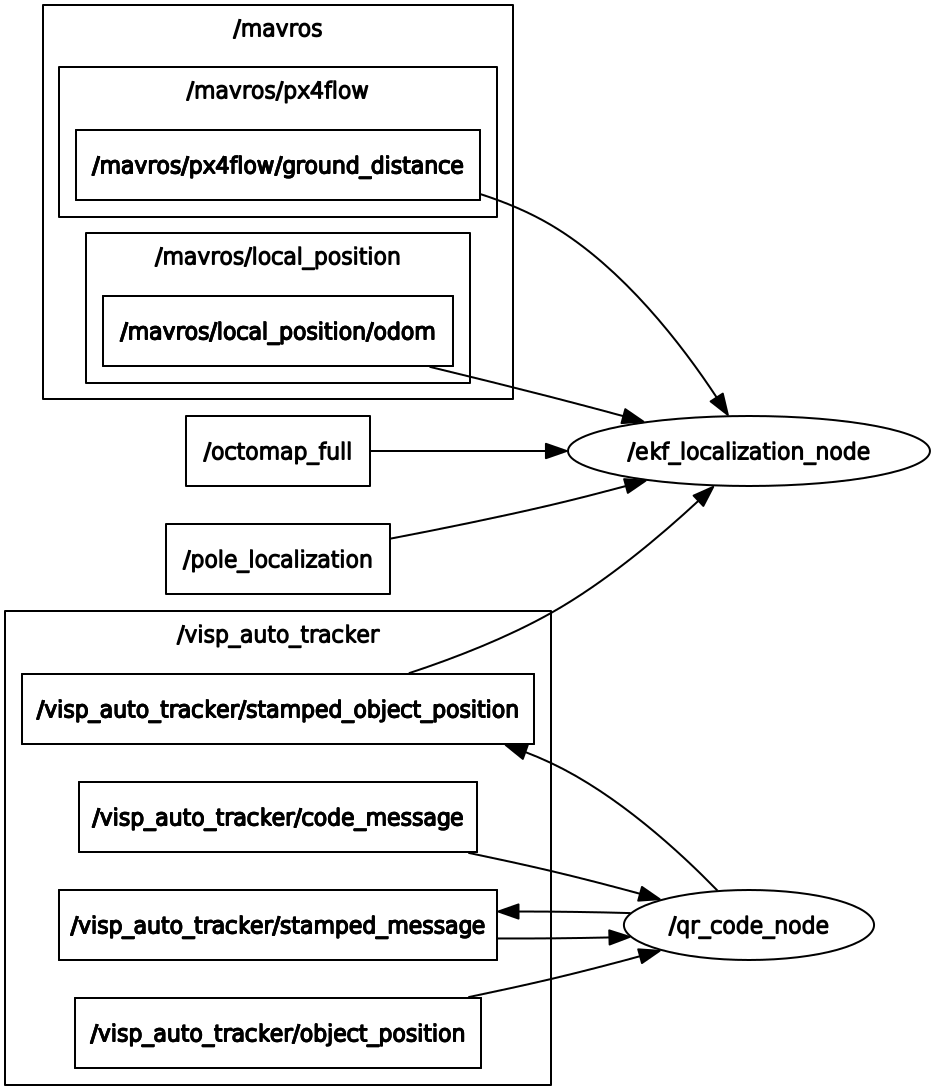 /mavros
/mavros/px4flow
/mavros/px4flow/ground_distance
/mavros/local_position
/mavros/local_position/odom
/octomap_full
/ekf_localization_node
/pole_localization
/visp_auto_tracker
/visp_auto_tracker/stamped_object_position
/visp_auto_tracker/code_message
/visp_auto_tracker/stamped_message
/qr_code_node
/visp_auto_tracker/object_position